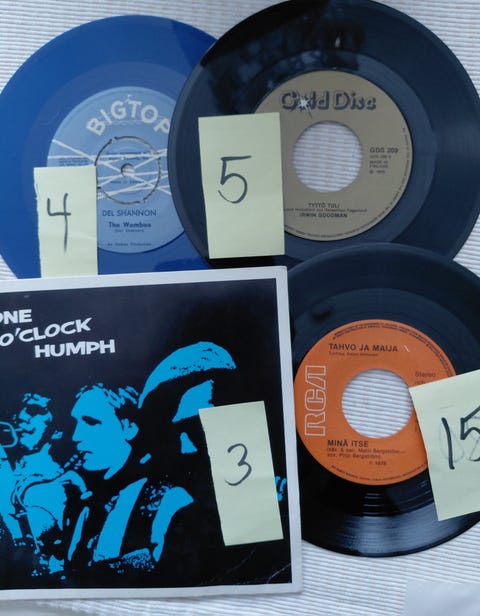 BIGTOP
4
DEL SHANNON
The Wamboo
Gold Disc
5
GDS 209
MADE IN
FINLAND
TYTTÖ TULI
IRWIN GOODMAN
ONE
O'CLOCK
HUMPH
3
TAHVO JA MAIJA
Stereo
RCA
MINÄ ITSE
15